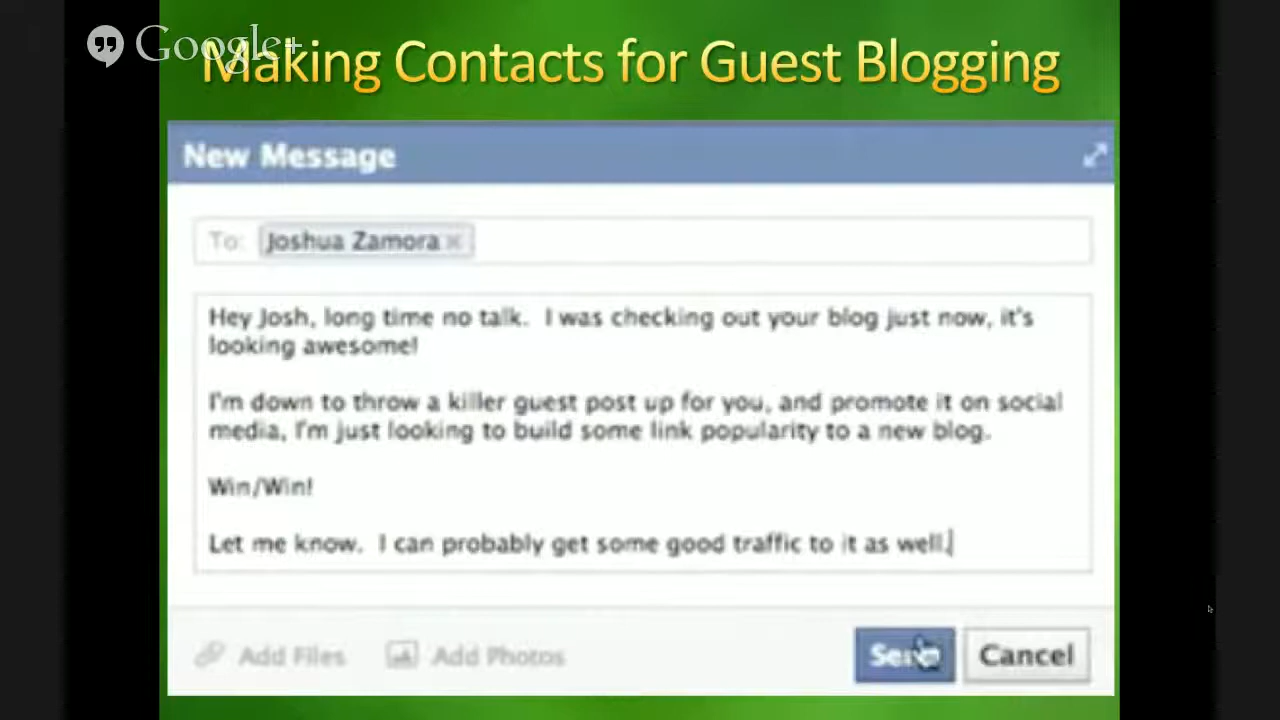 Google+
Making Contacts for Guest Blogging
New Message
To: Joshua Zamora x
Hey Josh, long time no talk.  I was checking out your blog just now, it's
looking awesome!
I'm down to throw a killer guest post up for you, and promote it on social
media, I'm just looking to build some link popularity to a new blog.
Win/Win!
Let me know.  I can probably get some good traffic to it as well.
Add Files Add Photos Send Cancel